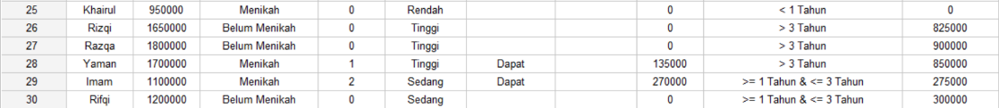 25 Khairul 950000 Menikah 0 Rendah 0 < 1 Tahun 0
26 Rizqi 1650000 Belum Menikah 0 Tinggi 0 > 3 Tahun 825000
27 Razqa 1800000 Belum Menikah 0 Tinggi 0 > 3 Tahun 900000
28 Yaman 1700000 Menikah 1 Tinggi Dapat 135000 > 3 Tahun 850000
29 Imam 1100000 Menikah 2 Sedang Dapat 270000 >= 1 Tahun & <= 3 Tahun 275000
30 Rifqi 1200000 Belum Menikah 0 Sedang 0 >= 1 Tahun & <= 3 Tahun 300000